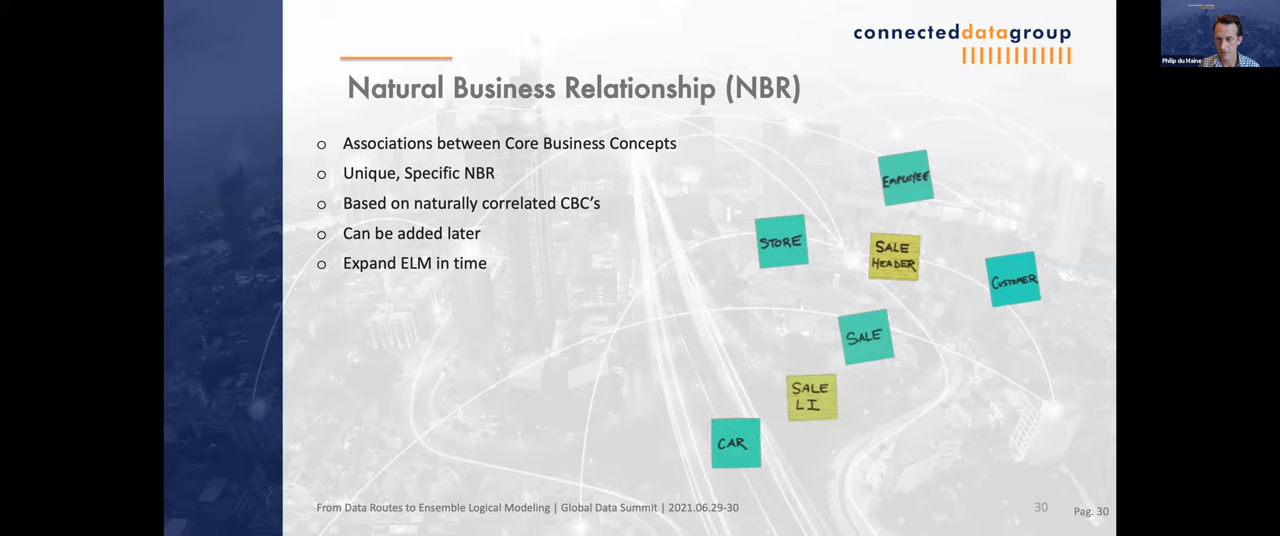 connecteddatagroup
Philip du Maine
Natural Business Relationship (NBR)
o Associations between Core Business Concepts
o Unique, Specific NBR
o Based on naturally correlated CBC's
o Can be added later
o Expand ELM in time
EMPLOYEE
STORE
SALE
HEADER
CUSTOMER
SALE
SALE
LI
CAR
From Data Routes to Ensemble Logical Modeling | Global Data Summit | 2021.06.29-30
30
Pag. 30